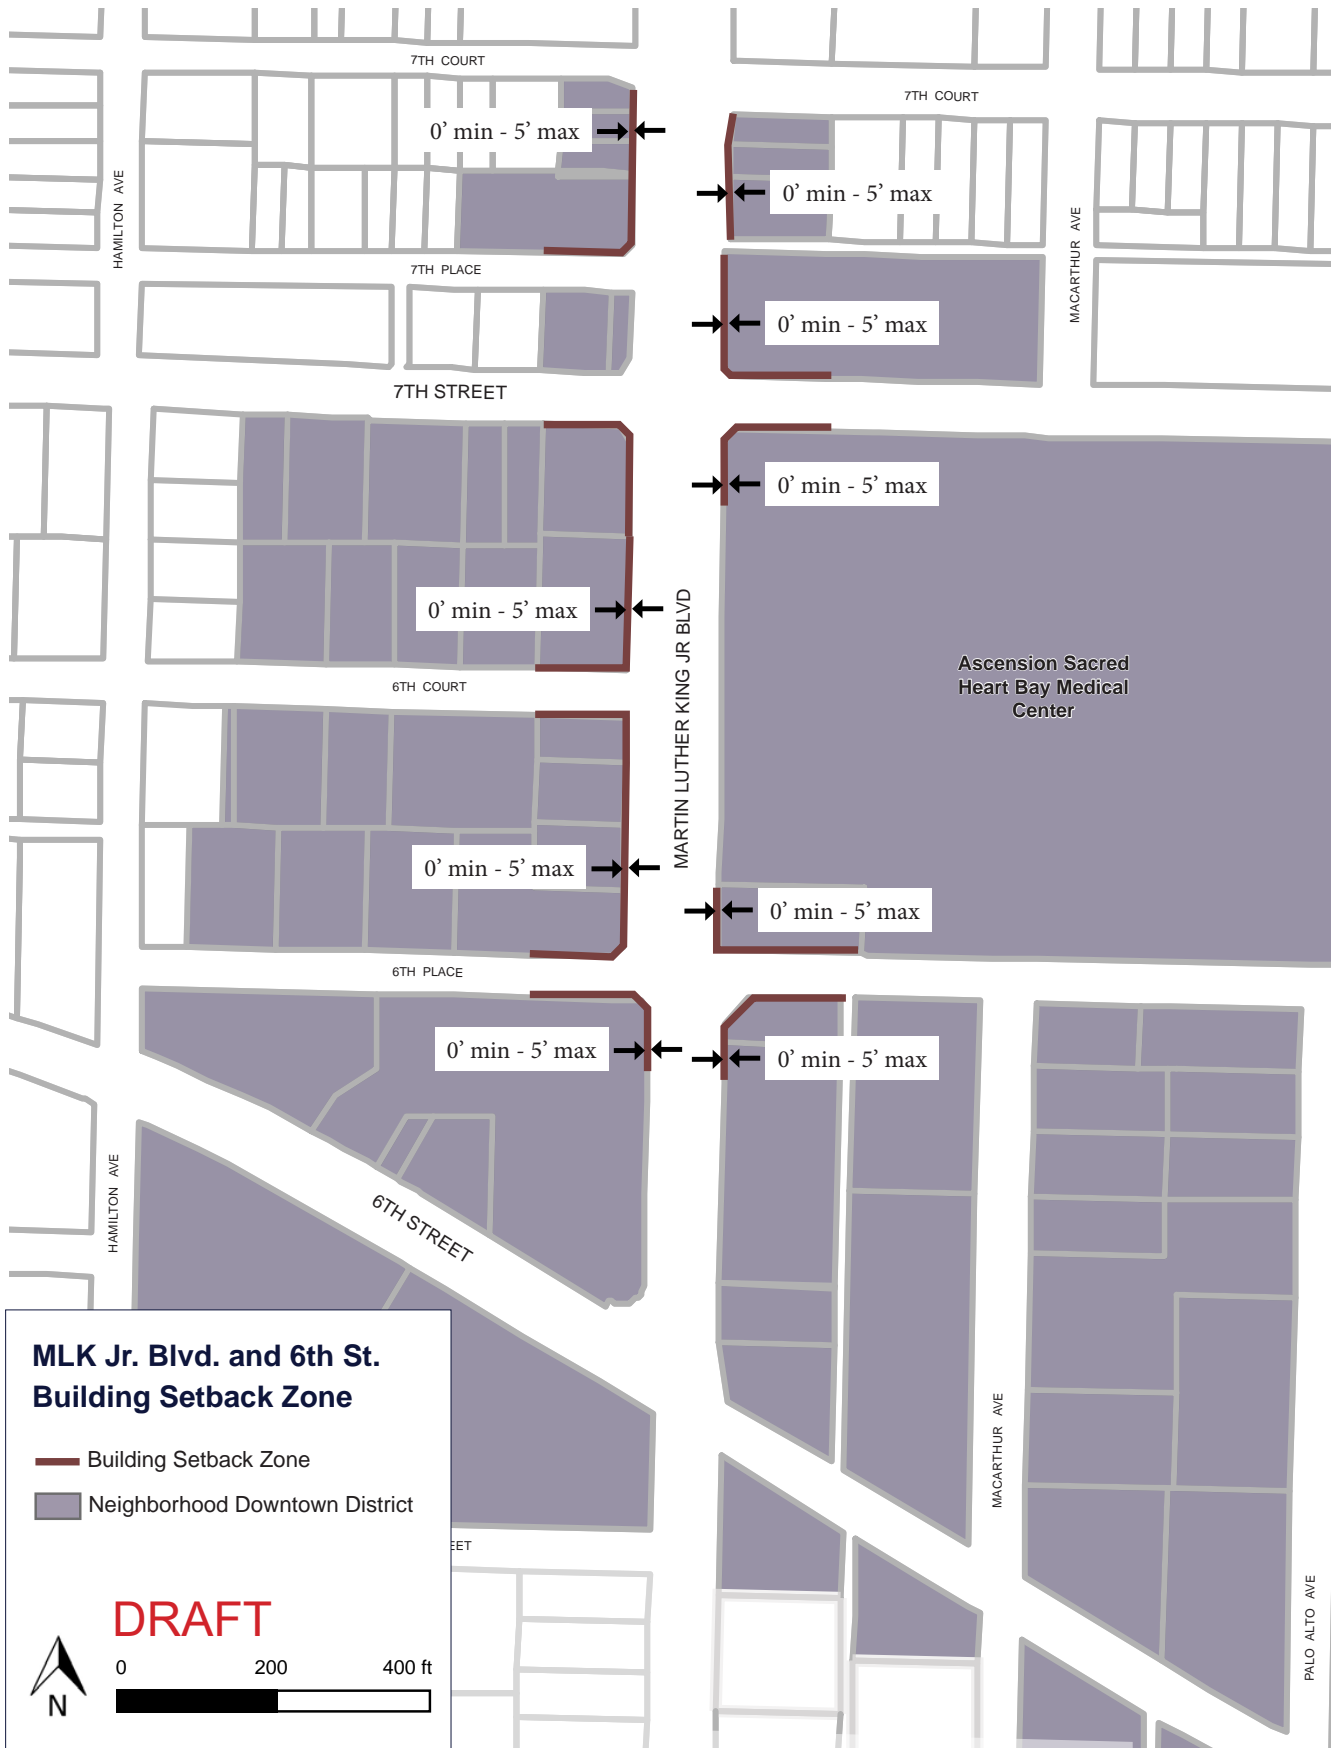 7TH COURT
7TH COURT
0’ min - 5’ max
HAMILTON AVE
0’ min - 5’ max
MACARTHUR AVE
7TH PLACE
0’ min - 5’ max
7TH STREET
0’ min - 5’ max
0’ min - 5’ max
MARTIN LUTHER KING JR BLVD
Ascension Sacred
Heart Bay Medical
Center
6TH COURT
0’ min - 5’ max
0’ min - 5’ max
6TH PLACE
0’ min - 5’ max
0’ min - 5’ max
HAMILTON AVE
6TH STREET
MLK Jr. Blvd. and 6th St.
Building Setback Zone
Building Setback Zone
Neighborhood Downtown District
MACARTHUR AVE
EET
PALO ALTO AVE
DRAFT
0 200 400 ft
N